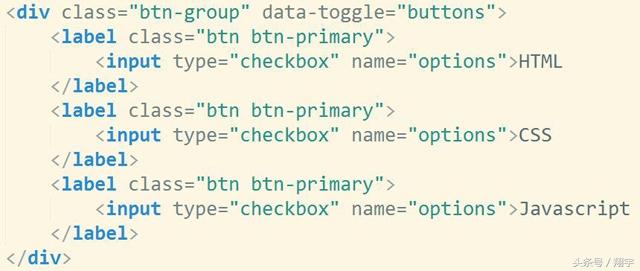 <div class="btn-group" data-toggle="buttons">
    <label class="btn btn-primary">
        <input type="checkbox" name="options">HTML
    </label>
    <label class="btn btn-primary">
        <input type="checkbox" name="options">CSS
    </label>
    <label class="btn btn-primary">
        <input type="checkbox" name="options">Javascript
    </label>
</div>
头条号 / 翔宇